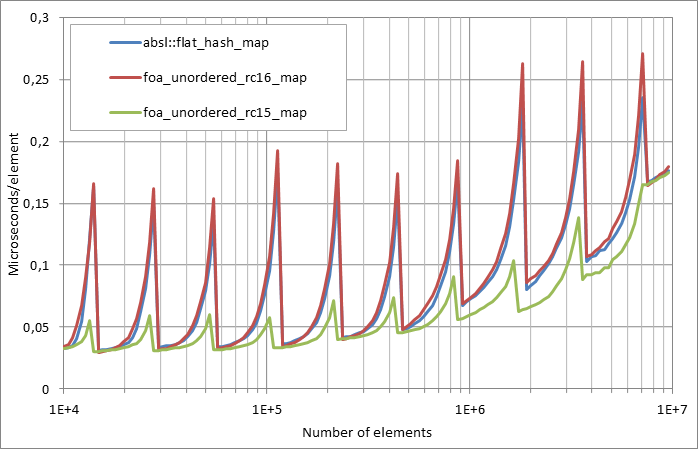 0,3
0,25
0,2
0,15
0,1
0,05
0
Microseconds/element
absl::flat_hash_map
foa_unordered_rc16_map
foa_unordered_rc15_map
1E+4 1E+5 1E+6 1E+7
Number of elements